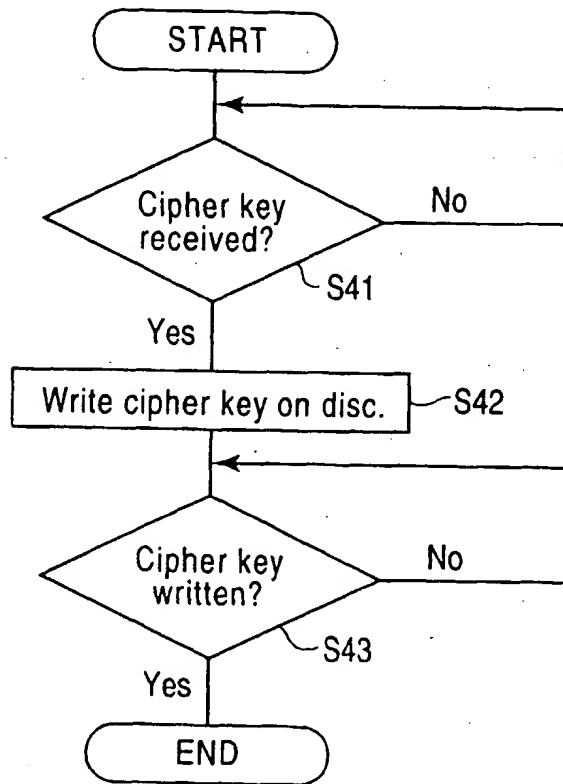 START
Cipher key
received?
No
S41
Yes
Write cipher key on disc.
S42
Cipher key
written?
No
S43
Yes
END